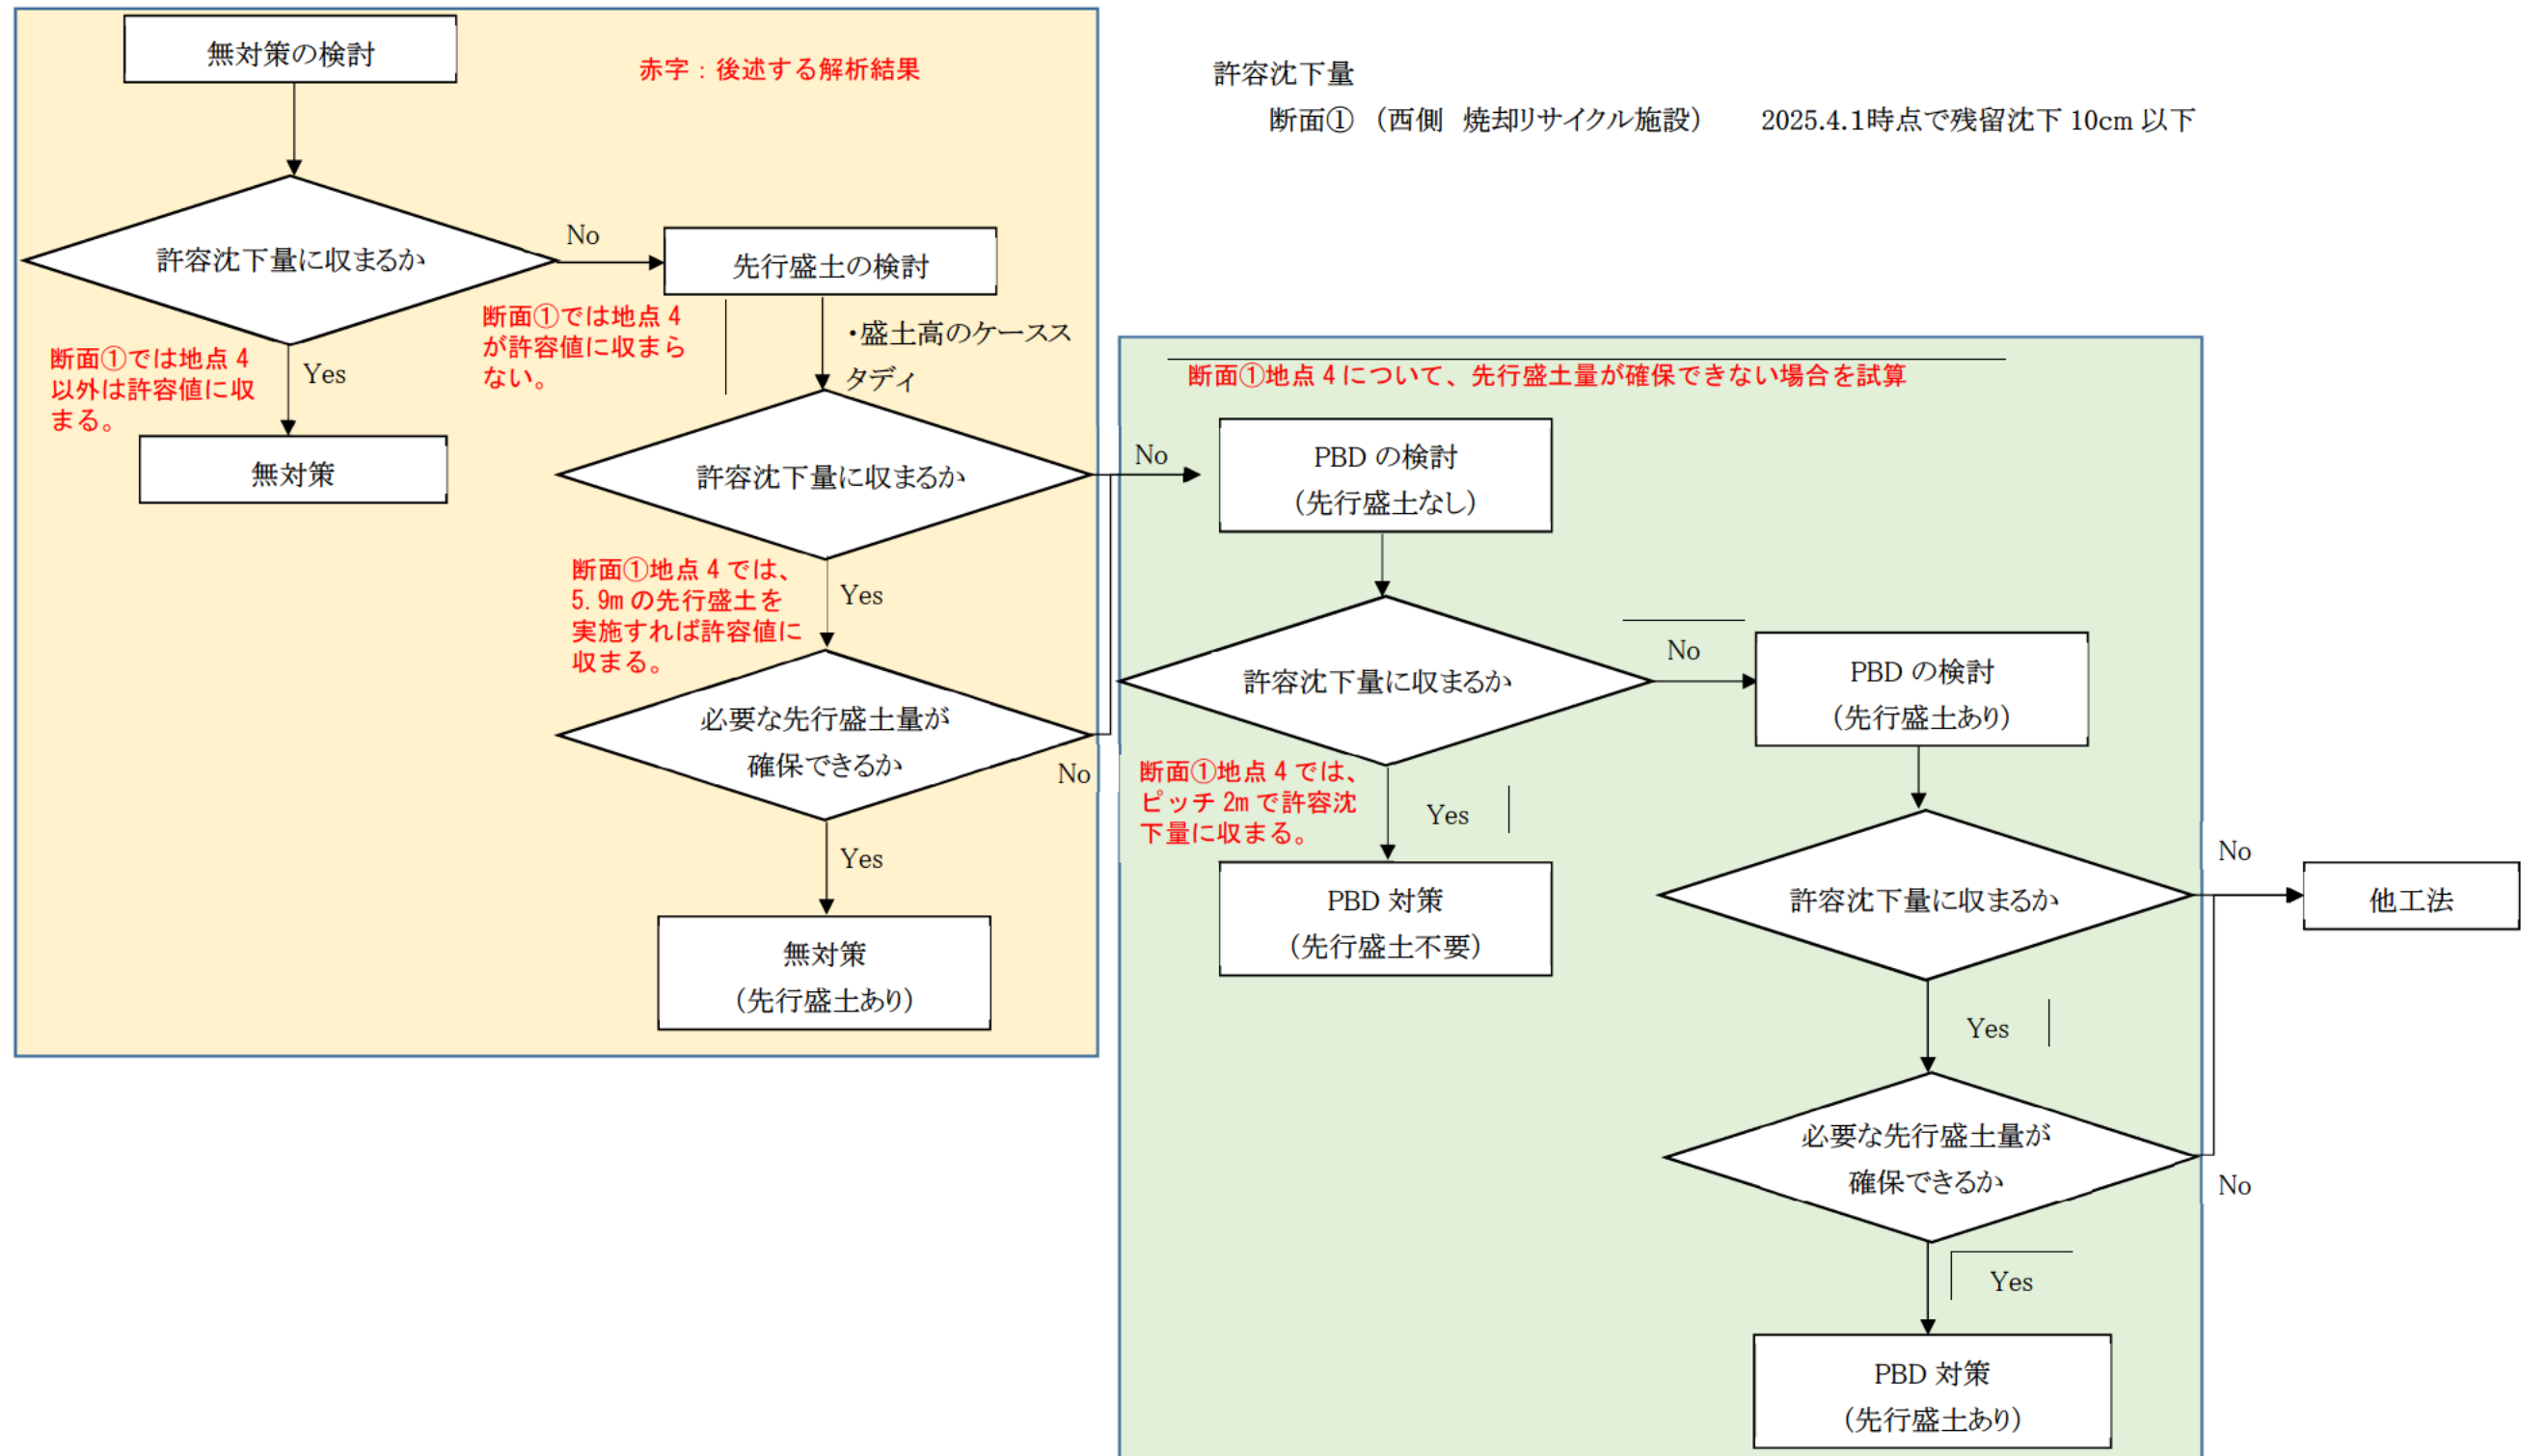 無対策の検討
赤字：後述する解析結果
許容沈下量
断面①　（西側　焼却リサイクル施設）　　2025.4.1時点で残留沈下 10cm 以下
許容沈下量に収まるか
No
先行盛土の検討
断面①では地点 4
が許容値に収まら
ない。
・盛土高のケースス
タディ
断面①では地点 4
以外は許容値に収
まる。
Yes
無対策
許容沈下量に収まるか
No
断面①地点 4 では、
5.9m の先行盛土を
実施すれば許容値に
収まる。
Yes
必要な先行盛土量が
確保できるか
No
Yes
無対策
（先行盛土あり）
断面①地点 4 について、先行盛土量が確保できない場合を試算
PBD の検討
（先行盛土なし）
許容沈下量に収まるか
No
PBD の検討
（先行盛土あり）
断面①地点 4 では、
ピッチ 2m で許容沈
下量に収まる。
Yes
PBD 対策
（先行盛土不要）
許容沈下量に収まるか
No
他工法
Yes
必要な先行盛土量が
確保できるか
No
Yes
PBD 対策
（先行盛土あり）